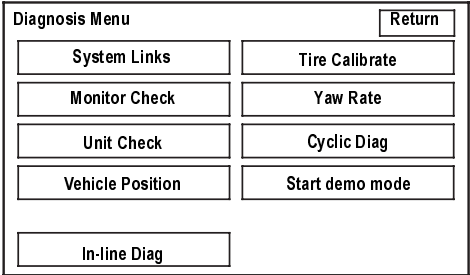 Diagnosis Menu
Return
System Links
Tire Calibrate
Monitor Check
Yaw Rate
Unit Check
Cyclic Diag
Vehicle Position
Start demo mode
In-line Diag